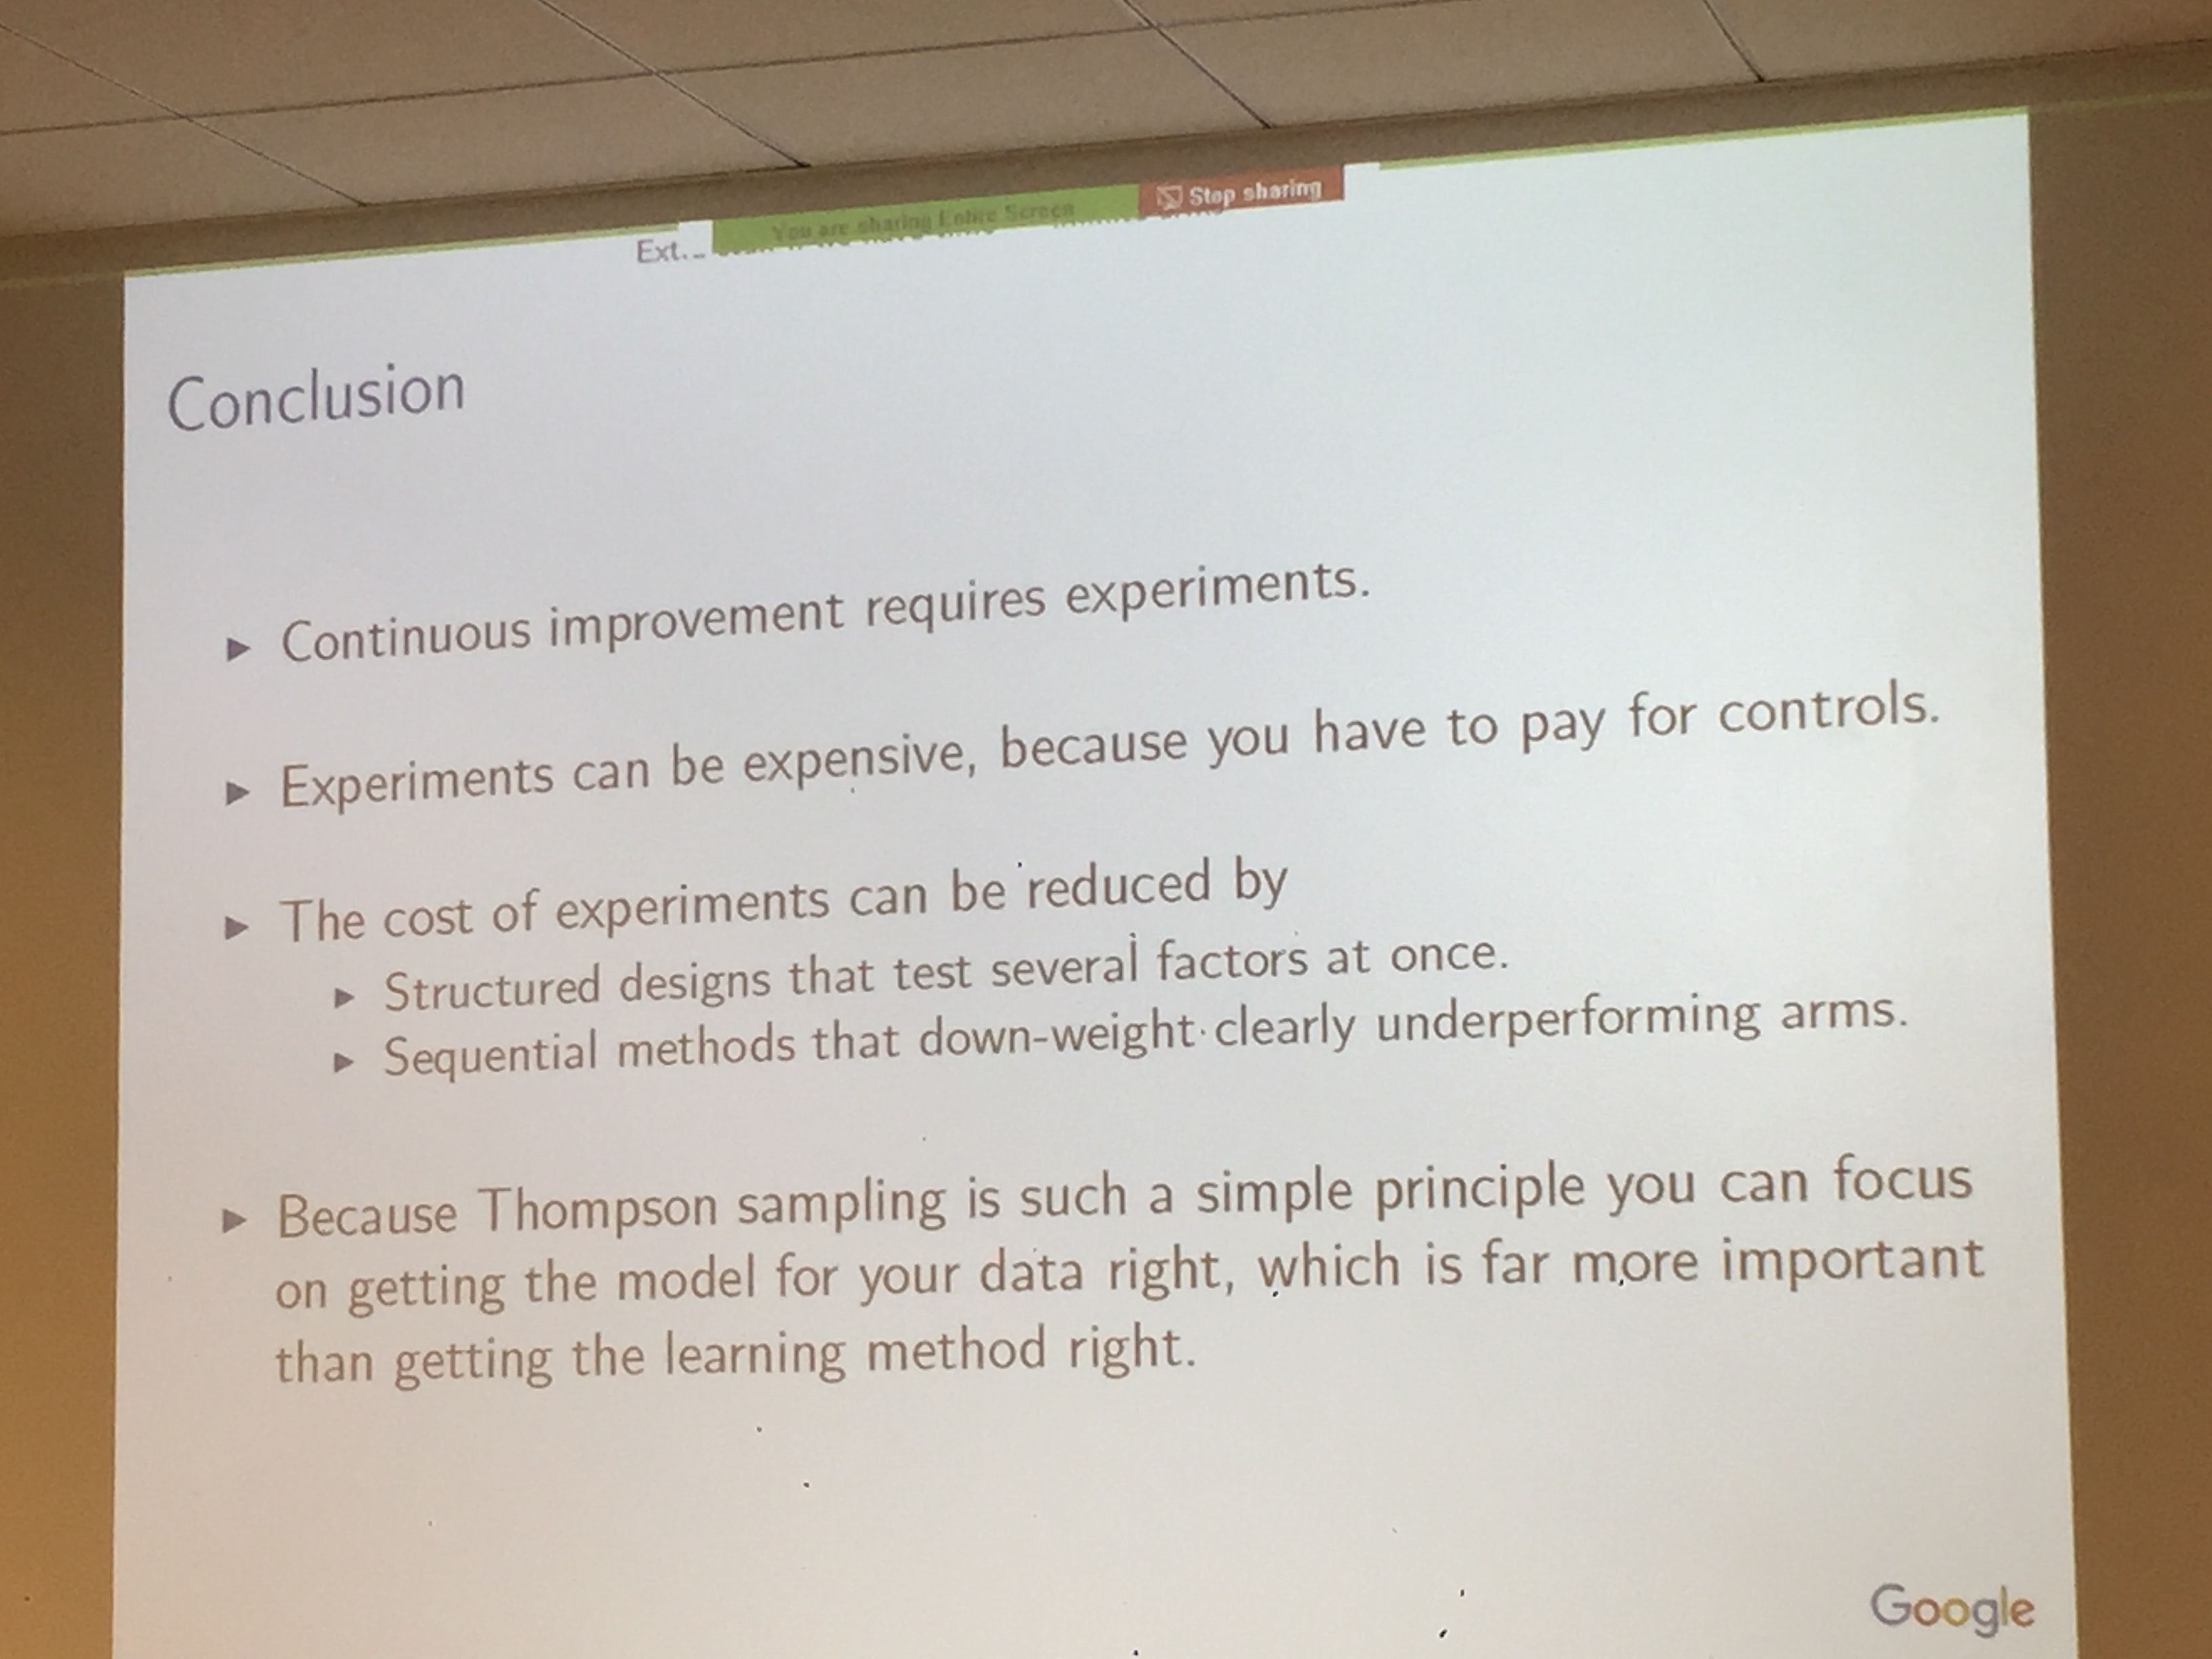 You are sharing Entire Screen
Stop sharing
Ext...
Conclusion
▶ Continuous improvement requires experiments.
▶ Experiments can be expensive, because you have to pay for controls.
▶ The cost of experiments can be reduced by
▶ Structured designs that test several factors at once.
▶ Sequential methods that down-weight clearly underperforming arms.
▶ Because Thompson sampling is such a simple principle you can focus
on getting the model for your data right, which is far more important
than getting the learning method right.
Google